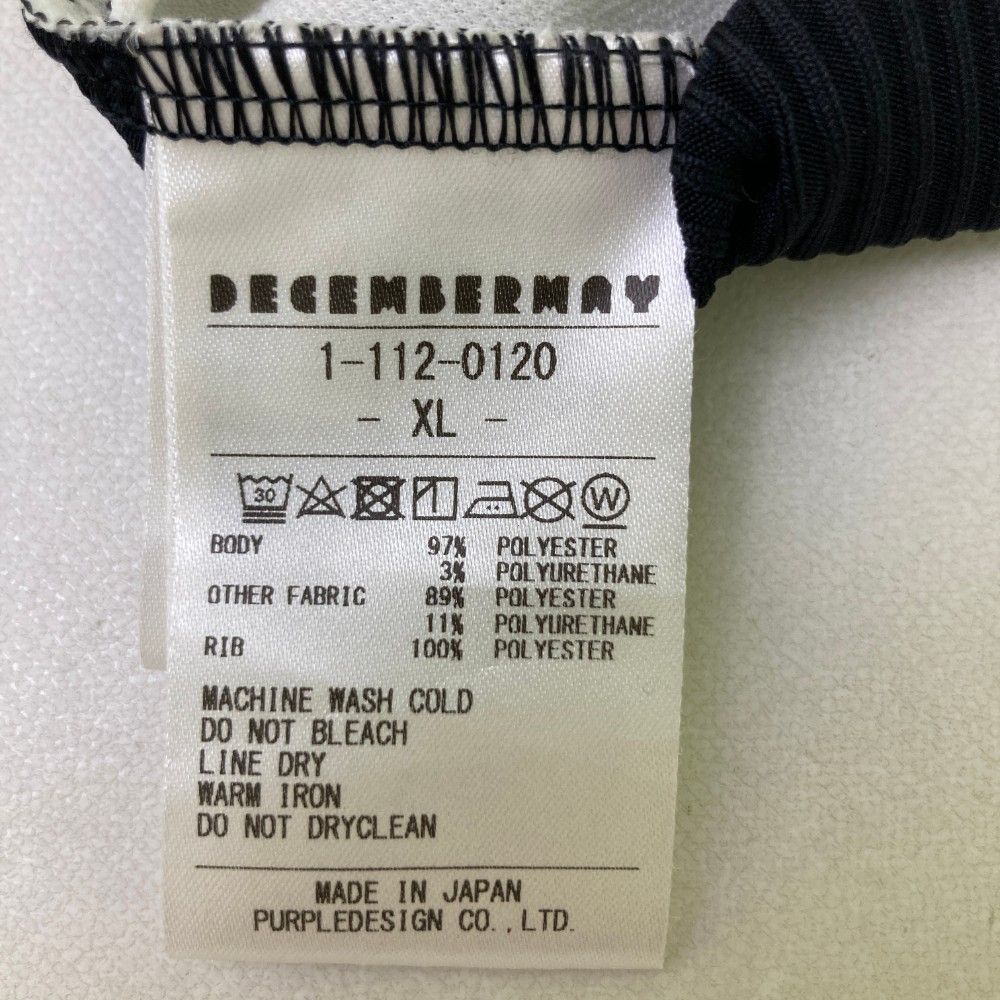 DECEMBERMAY
1-112-0120
- XL -
30 W
BODY 97% POLYESTER
3% POLYURETHANE
OTHER FABRIC 89% POLYESTER
11% POLYURETHANE
RIB 100% POLYESTER
MACHINE WASH COLD
DO NOT BLEACH
LINE DRY
WARM IRON
DO NOT DRYCLEAN
MADE IN JAPAN
PURPLEDESIGN CO.,LTD.